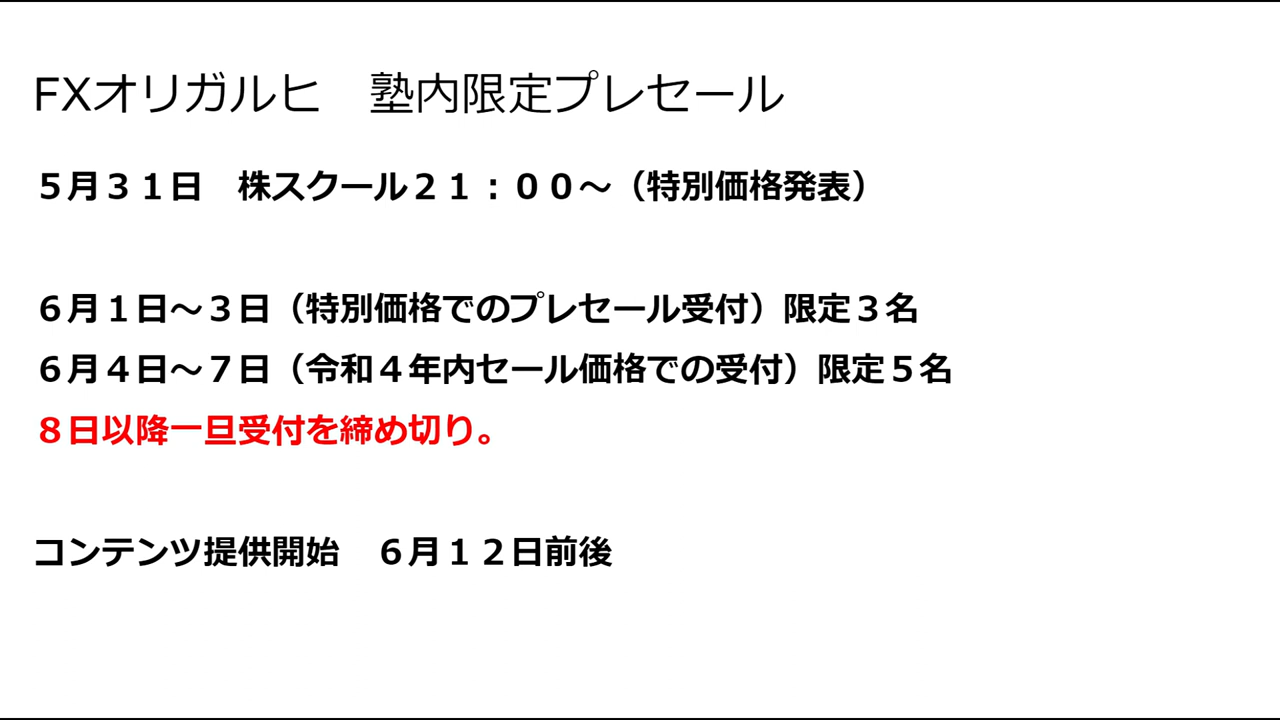 FXオリガルヒ　塾内限定プレセール
５月３１日　株スクール２１：００～（特別価格発表）
６月１日～３日（特別価格でのプレセール受付）限定３名
６月４日～７日（令和４年内セール価格での受付）限定５名
８日以降一旦受付を締め切り。
コンテンツ提供開始　６月１２日前後